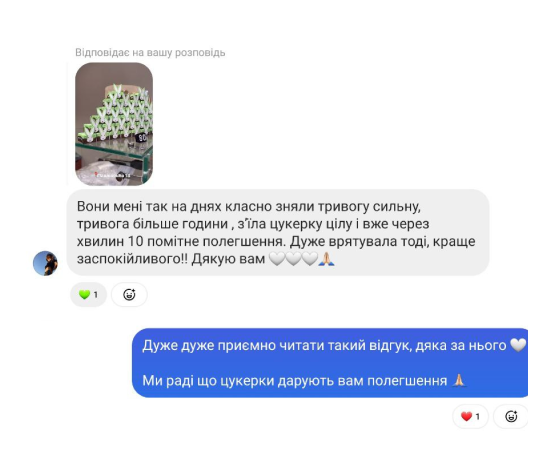 Відповідає на вашу розповідь
Вони мені так на днях класно зняли тривогу сильну,
тривога більше години , з'їла цукерку цілу і вже через
хвилин 10 помітне полегшення. Дуже врятувала тоді, краще
заспокійливого!! Дякую вам 🤍🤍🤍🙏🏼
💚 1
Дуже дуже приємно читати такий відгук, дяка за нього 🤍
Ми раді що цукерки дарують вам полегшення 🙏🏼
❤️ 1